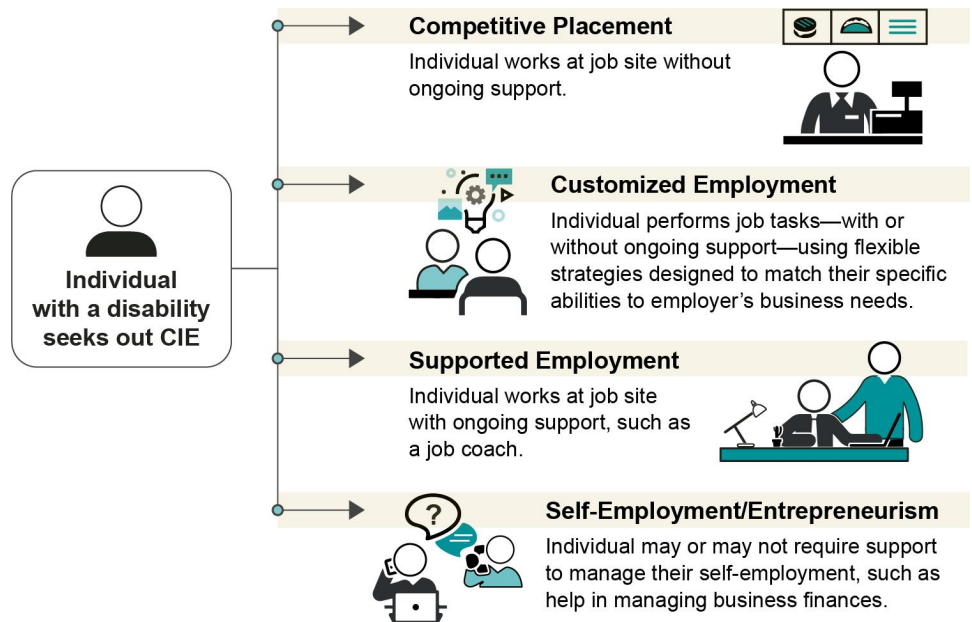 Individual
with a disability
seeks out CIE
Competitive Placement
Individual works at job site without
ongoing support.
Customized Employment
Individual performs job tasks—with or
without ongoing support—using flexible
strategies designed to match their specific
abilities to employer’s business needs.
Supported Employment
Individual works at job site
with ongoing support, such as
a job coach.
?
Self-Employment/Entrepreneurism
Individual may or may not require support
to manage their self-employment, such as
help in managing business finances.